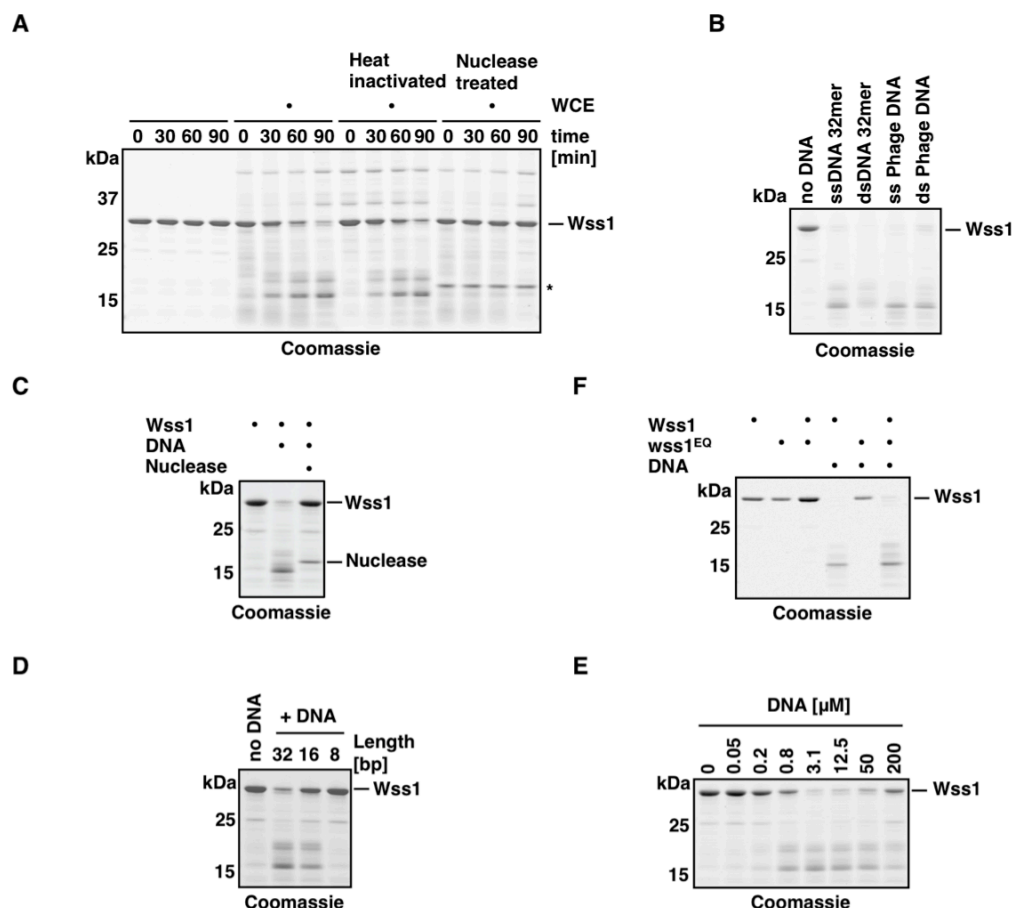 A
Heat inactivated
Nuclease treated
• • • WCE
0 30 60 90 0 30 60 90 0 30 60 90 0 30 60 90 time [min]
kDa
37
25
15
Wss1
*
Coomassie
B
no DNA
ssDNA 32mer
dsDNA 32mer
ss Phage DNA
ds Phage DNA
kDa
25
15
Wss1
Coomassie
C
Wss1 • • •
DNA • •
Nuclease •
kDa
25
15
Wss1
Nuclease
Coomassie
F
Wss1 • • • •
wss1EQ • • • •
DNA • • •
kDa
25
15
Wss1
Coomassie
D
no DNA
+ DNA
32 16 8 Length [bp]
kDa
25
15
Wss1
Coomassie
E
DNA [µM]
0 0.05 0.2 0.8 3.1 12.5 50 200
kDa
25
15
Wss1
Coomassie